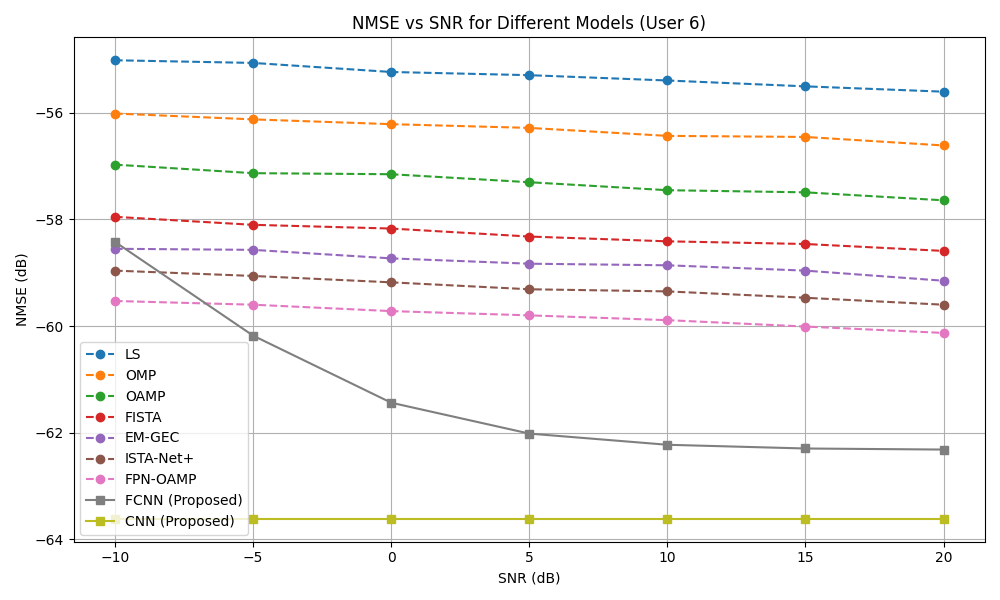 NMSE vs SNR for Different Models (User 6)
NMSE (dB)
−56
−58
−60
−62
−64
LS
OMP
OAMP
FISTA
EM-GEC
ISTA-Net+
FPN-OAMP
FCNN (Proposed)
CNN (Proposed)
−10 −5 0 5 10 15 20
SNR (dB)